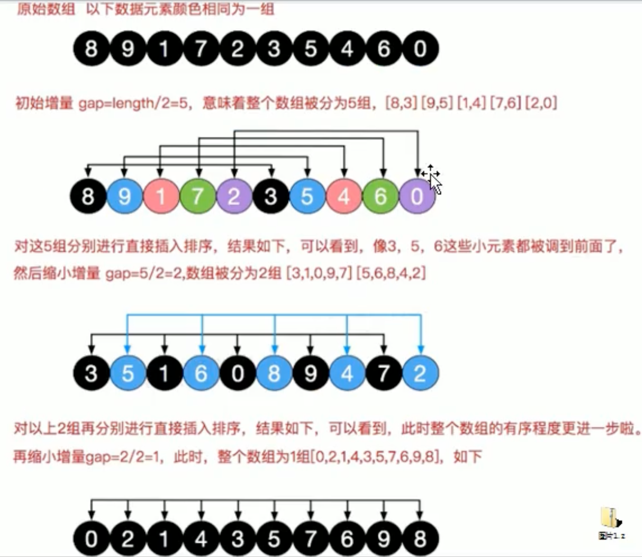 原始数组 以下数据元素颜色相同为一组
8 9 1 7 2 3 5 4 6 0
初始增量 gap=length/2=5，意味着整个数组被分为5组，[8,3][9,5][1,4][7,6][2,0]
8 9 1 7 2 3 5 4 6 0
对这5组分别进行直接插入排序，结果如下，可以看到，像3，5，6这些小元素都被调到前面了，
然后缩小增量 gap=5/2=2,数组被分为2组 [3,1,0,9,7][5,6,8,4,2]
3 5 1 6 0 8 9 4 7 2
对以上2组再分别进行直接插入排序，结果如下，可以看到，此时整个数组的有序程度更进一步啦。
再缩小增量gap=2/2=1，此时，整个数组为1组[0,2,1,4,3,5,7,6,9,8]，如下
0 2 1 4 3 5 7 6 9 8
图片1.z